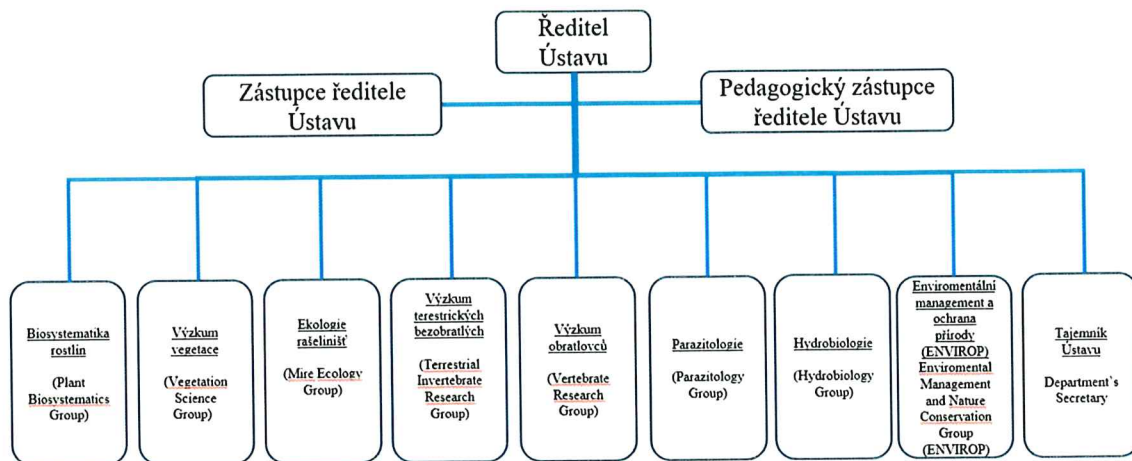 Ředitel
Ústavu
Zástupce ředitele
Ústavu
Pedagogický zástupce
ředitele Ústavu
Biosystematika
rostlin
(Plant
Biosystematics
Group)
Výzkum
vegetace
(Vegetation
Science Group)
Ekologie
rašelinišť
(Mire Ecology
Group)
Výzkum
terestrických
bezobratlých
(Terrestrial
Invertebrate
Research
Group)
Výzkum
obratlovců
(Vertebrate
Research
Group)
Parazitologie
(Parazitology
Group)
Hydrobiologie
(Hydrobiology
Group)
Enviromentální
management a
ochrana
přírody
(ENVIROP)
Enviromental
Management
and Nature
Conservation
Group
(ENVIROP)
Tajemník
Ústavu
Department`s
Secretary